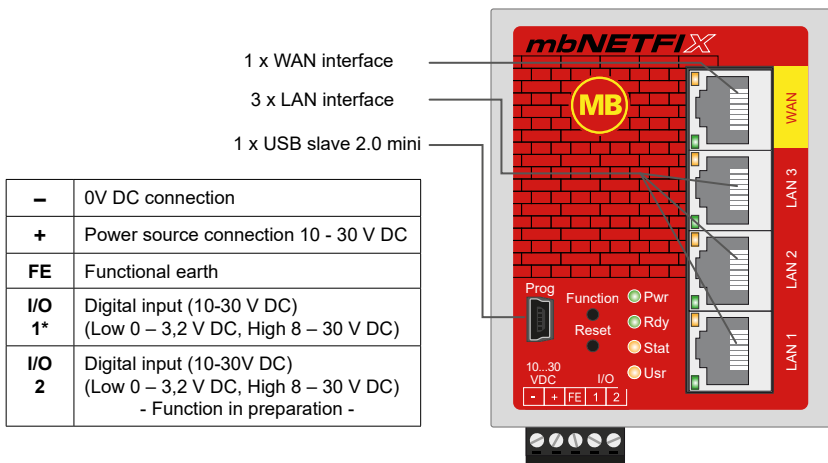 1 x WAN interface
3 x LAN interface
1 x USB slave 2.0 mini
– 0V DC connection
+ Power source connection 10 - 30 V DC
FE Functional earth
I/O Digital input (10-30 V DC)
1* (Low 0 – 3,2 V DC, High 8 – 30 V DC)
I/O Digital input (10-30V DC)
2 (Low 0 – 3,2 V DC, High 8 – 30 V DC)
- Function in preparation -
mbNETFIX
MB
WAN
LAN 3
LAN 2
LAN 1
Prog
Function
Reset
Pwr
Rdy
Stat
Usr
10...30
VDC
I/O
- + FE 1 2